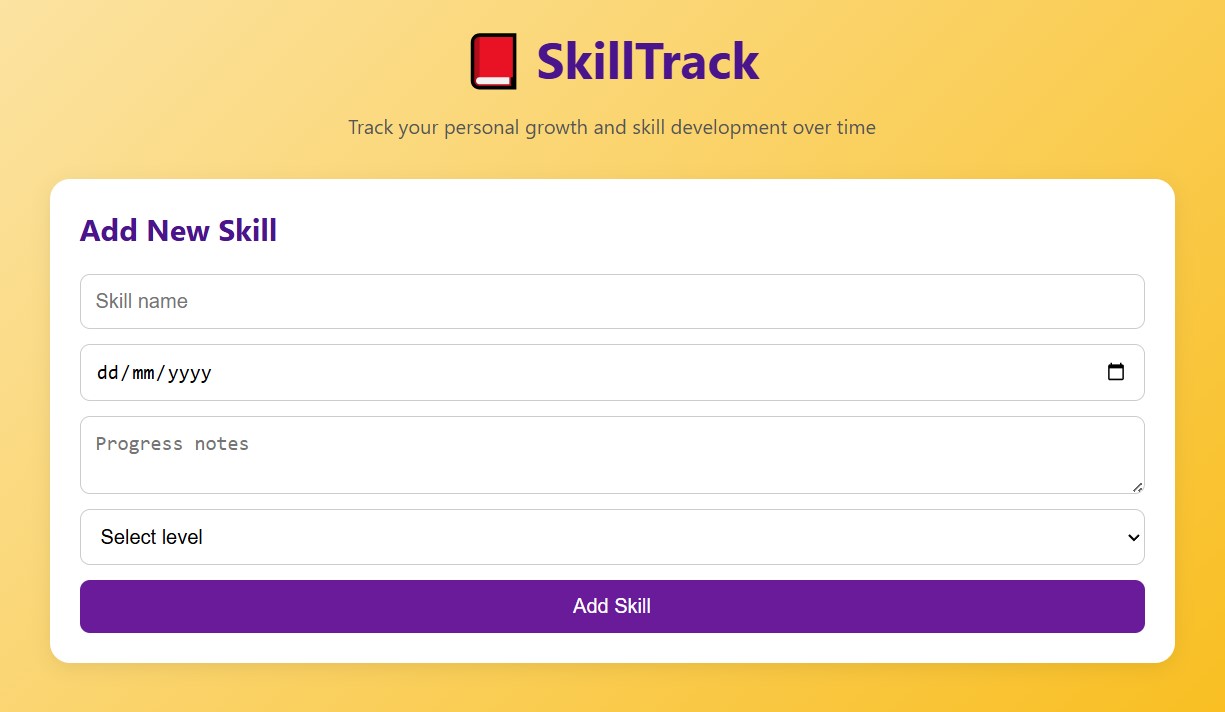 SkillTrack
Track your personal growth and skill development over time
Add New Skill
Skill name
dd/mm/yyyy
Progress notes
Select level
Add Skill